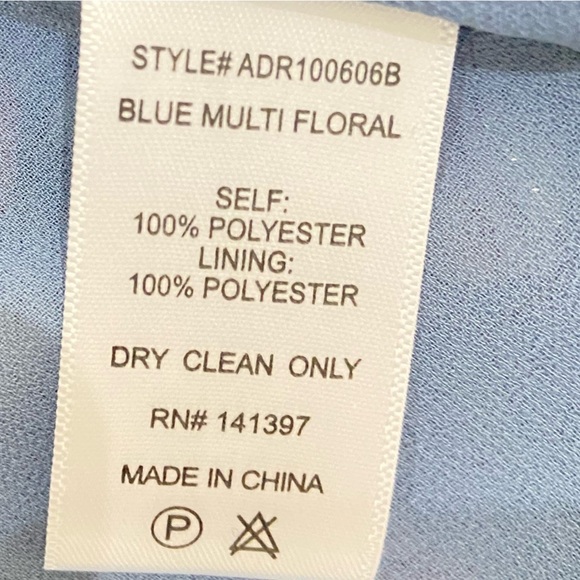 STYLE# ADR100606B
BLUE MULTI FLORAL
SELF:
100% POLYESTER
LINING:
100% POLYESTER
DRY CLEAN ONLY
RN# 141397
MADE IN CHINA
P